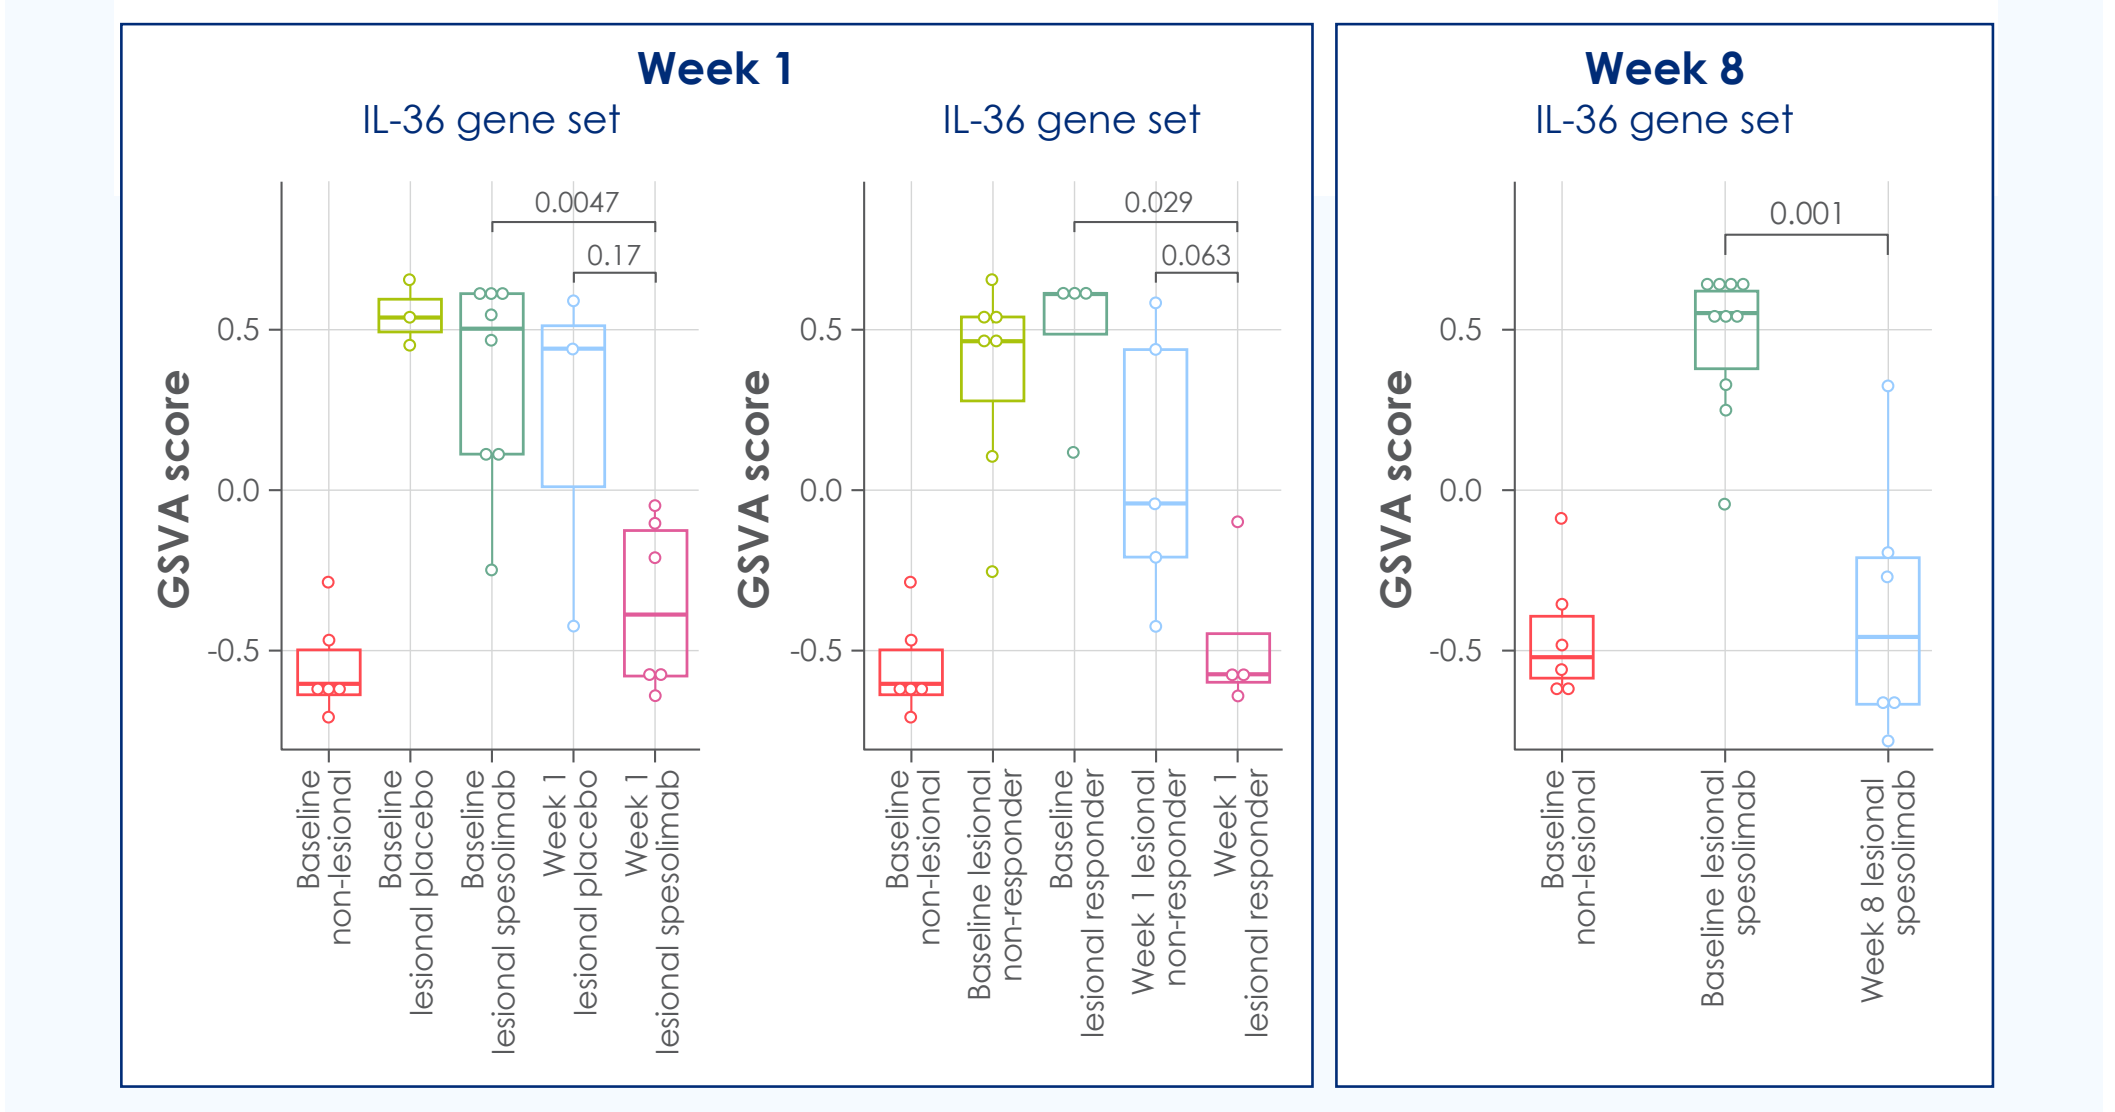 Week 1
IL-36 gene set
GSVA score
0.5
0.0
-0.5
0.0047
0.17
Baseline
non-lesional
Baseline
lesional placebo
Baseline
lesional spesolimab
Week 1
lesional placebo
Week 1
lesional spesolimab
IL-36 gene set
GSVA score
0.5
0.0
-0.5
0.029
0.063
Baseline
non-lesional
Baseline lesional
non-responder
Baseline
lesional responder
Week 1 lesional
non-responder
Week 1
lesional responder
Week 8
IL-36 gene set
GSVA score
0.5
0.0
-0.5
0.001
Baseline
non-lesional
Baseline lesional
spesolimab
Week 8 lesional
spesolimab